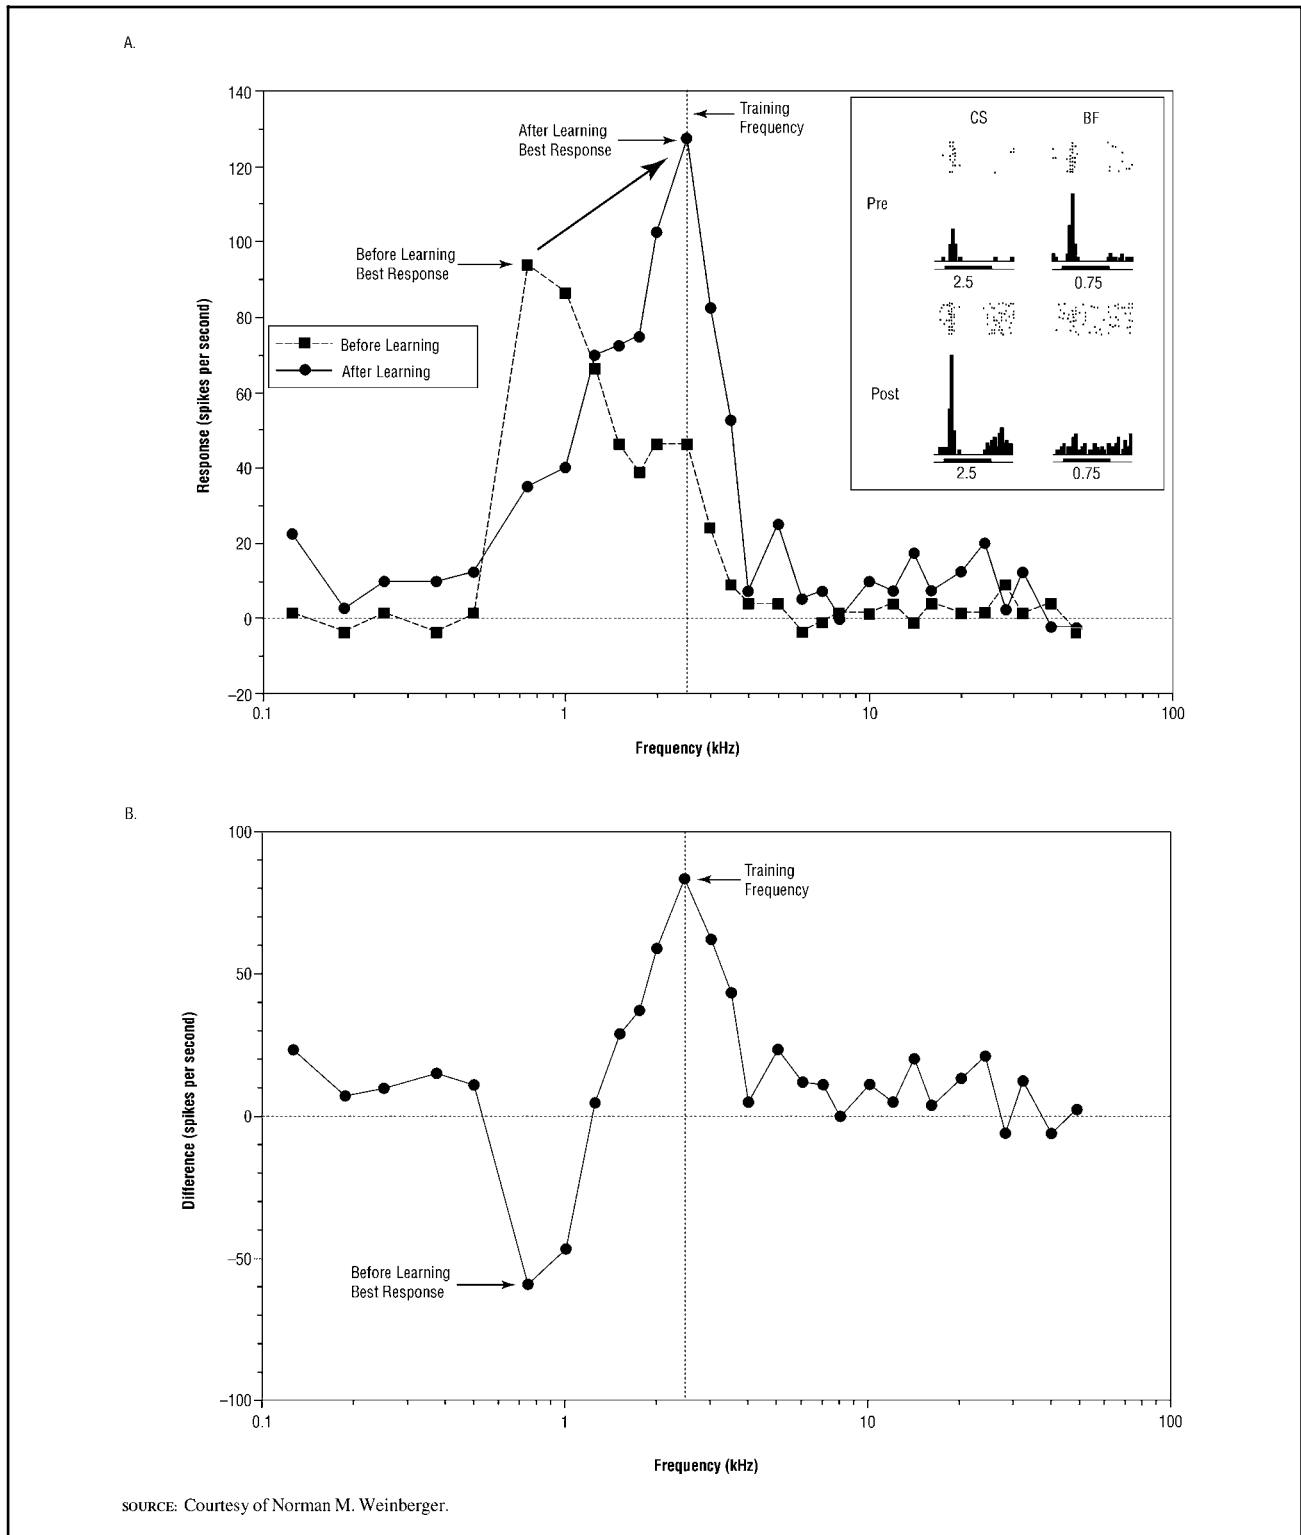 A.
140
120
100
80
60
40
20
0
−20
Response (spikes per second)
0.1
1
10
100
Frequency (kHz)
Training
Frequency
After Learning
Best Response
Before Learning
Best Response
Before Learning
After Learning
CS
BF
Pre
2.5
0.75
Post
2.5
0.75
B.
100
50
0
−50
−100
Difference (spikes per second)
Training
Frequency
Before Learning
Best Response
0.1
1
10
100
Frequency (kHz)
SOURCE: Courtesy of Norman M. Weinberger.